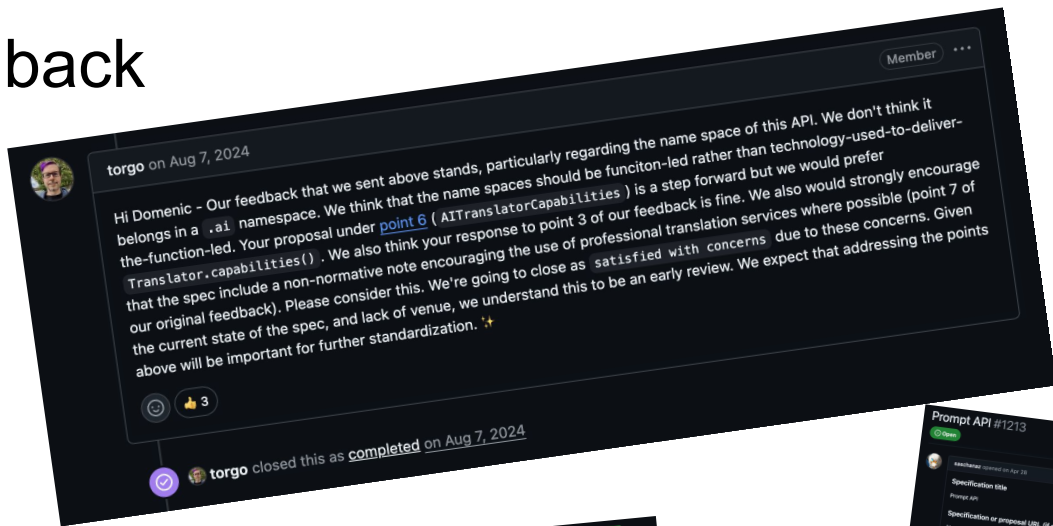 back
torgo on Aug 7, 2024
Member
Hi Domenic - Our feedback that we sent above stands, particularly regarding the name space of this API. We don't think it
belongs in a .ai namespace. We think that the name spaces should be funciton-led rather than technology-used-to-deliver-
the-function-led. Your proposal under point 6 ( AITranslatorCapabilities ) is a step forward but we would prefer
Translator.capabilities() . We also think your response to point 3 of our feedback is fine. We also would strongly encourage
that the spec include a non-normative note encouraging the use of professional translation services where possible (point 7 of
our original feedback). Please consider this. We're going to close as satisfied with concerns due to these concerns. Given
the current state of the spec, and lack of venue, we understand this to be an early review. We expect that addressing the points
above will be important for further standardization. ✨
👍 3
torgo closed this as completed on Aug 7, 2024
Prompt API #1213
Open
saschanaz opened on Apr 28
Specification title
Prompt API
Specification or proposal URL